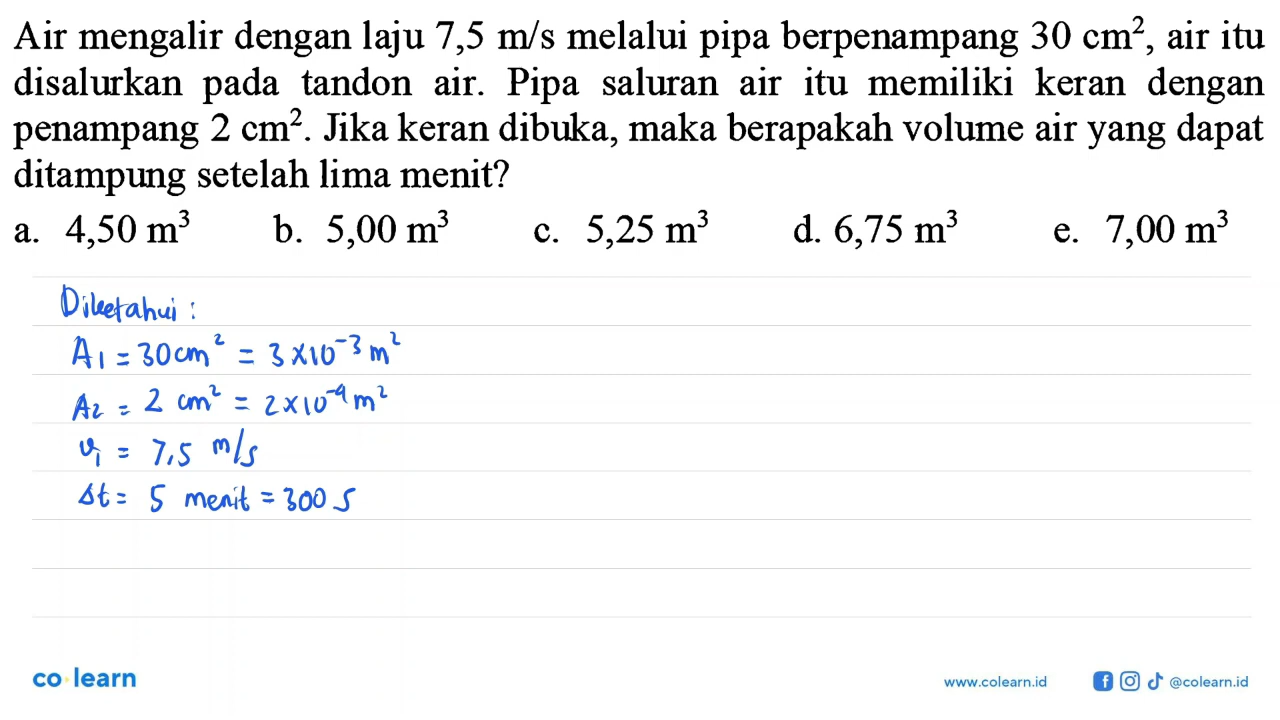 Air mengalir dengan laju 7,5 m/s melalui pipa berpenampang 30 cm², air itu
disalurkan pada tandon air. Pipa saluran air itu memiliki keran dengan
penampang 2 cm². Jika keran dibuka, maka berapakah volume air yang dapat
ditampung setelah lima menit?
a. 4,50 m³ b. 5,00 m³ c. 5,25 m³ d. 6,75 m³ e. 7,00 m³
Diketahui :
A1 = 30 cm² = 3 × 10⁻³ m²
A2 = 2 cm² = 2 × 10⁻⁴ m²
v₁ = 7,5 m/s
Δt = 5 menit = 300 s
co learn
www.colearn.id @colearn.id